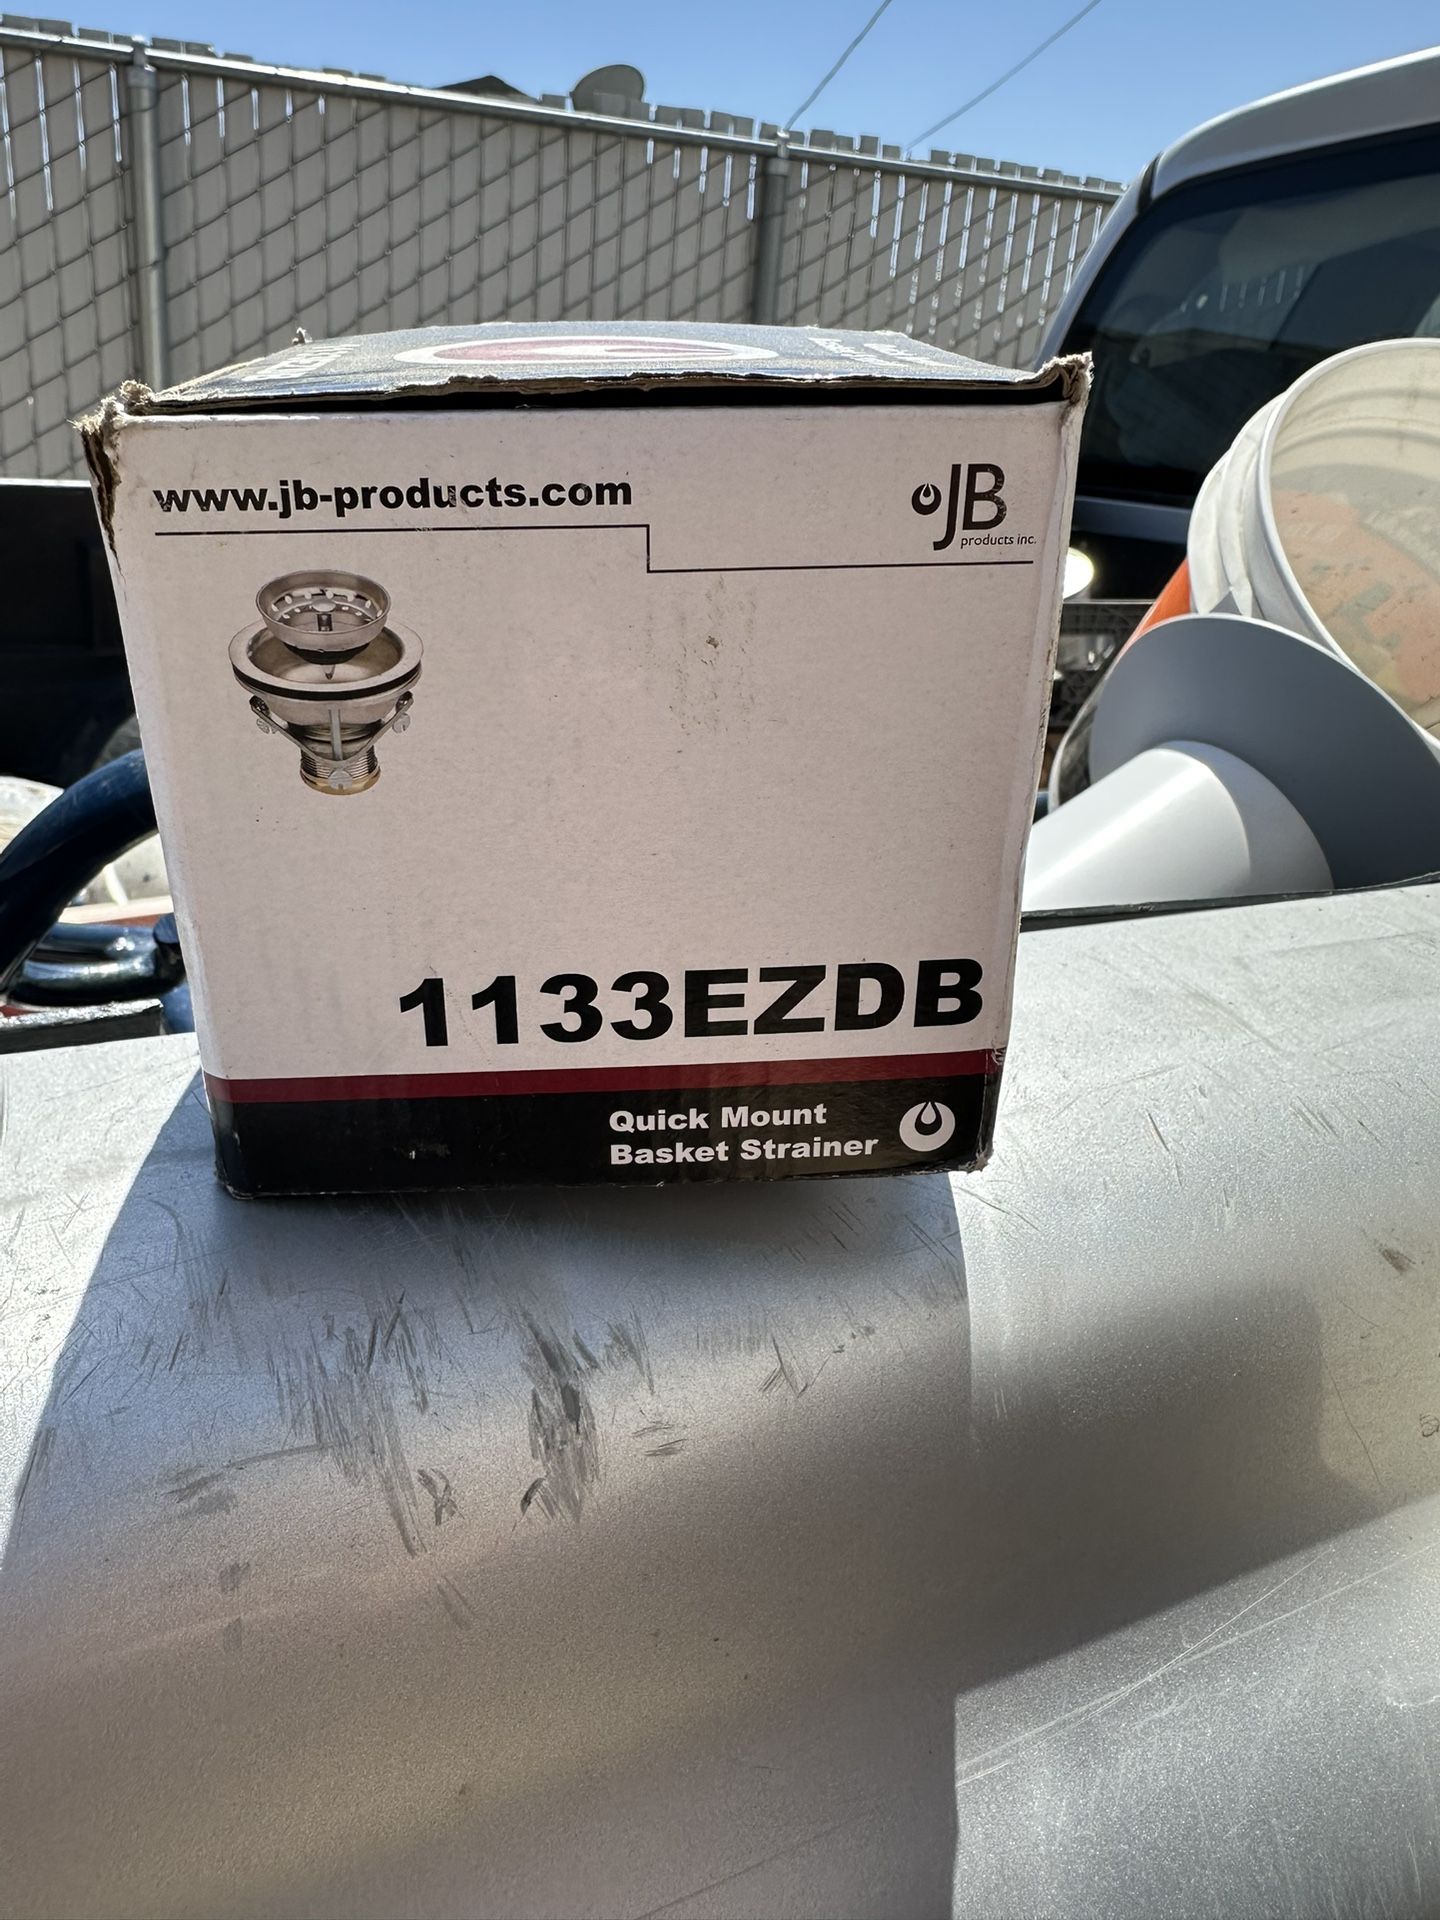 www.jb-products.com
JB
products inc.
1133EZDB
Quick Mount
Basket Strainer